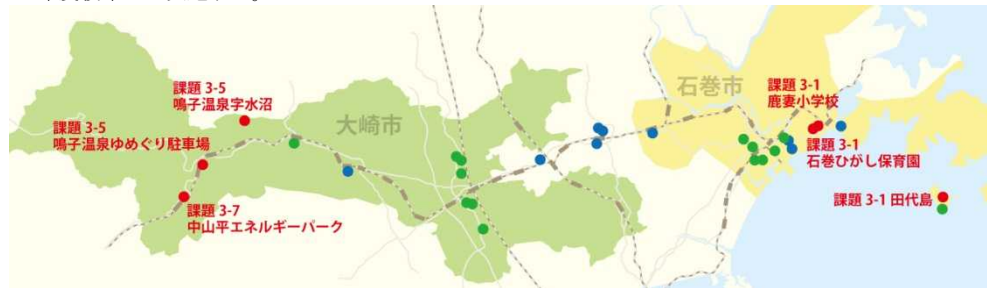 課題 3-5
鳴子温泉字水沼
課題 3-5
鳴子温泉ゆめぐり駐車場
課題 3-7
中山平エネルギーパーク
大崎市
石巻市
課題 3-1
鹿妻小学校
課題 3-1
石巻ひがし保育園
課題 3-1 田代島